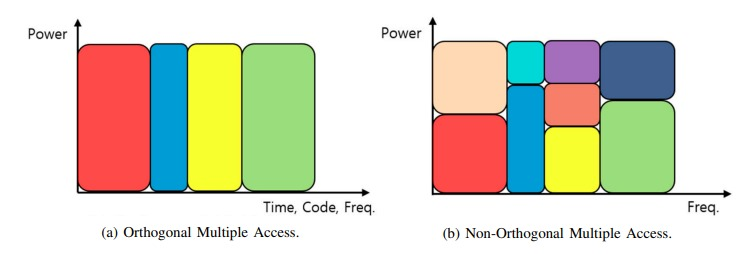 Power
Time, Code, Freq.
(a) Orthogonal Multiple Access.
Power
Freq.
(b) Non-Orthogonal Multiple Access.